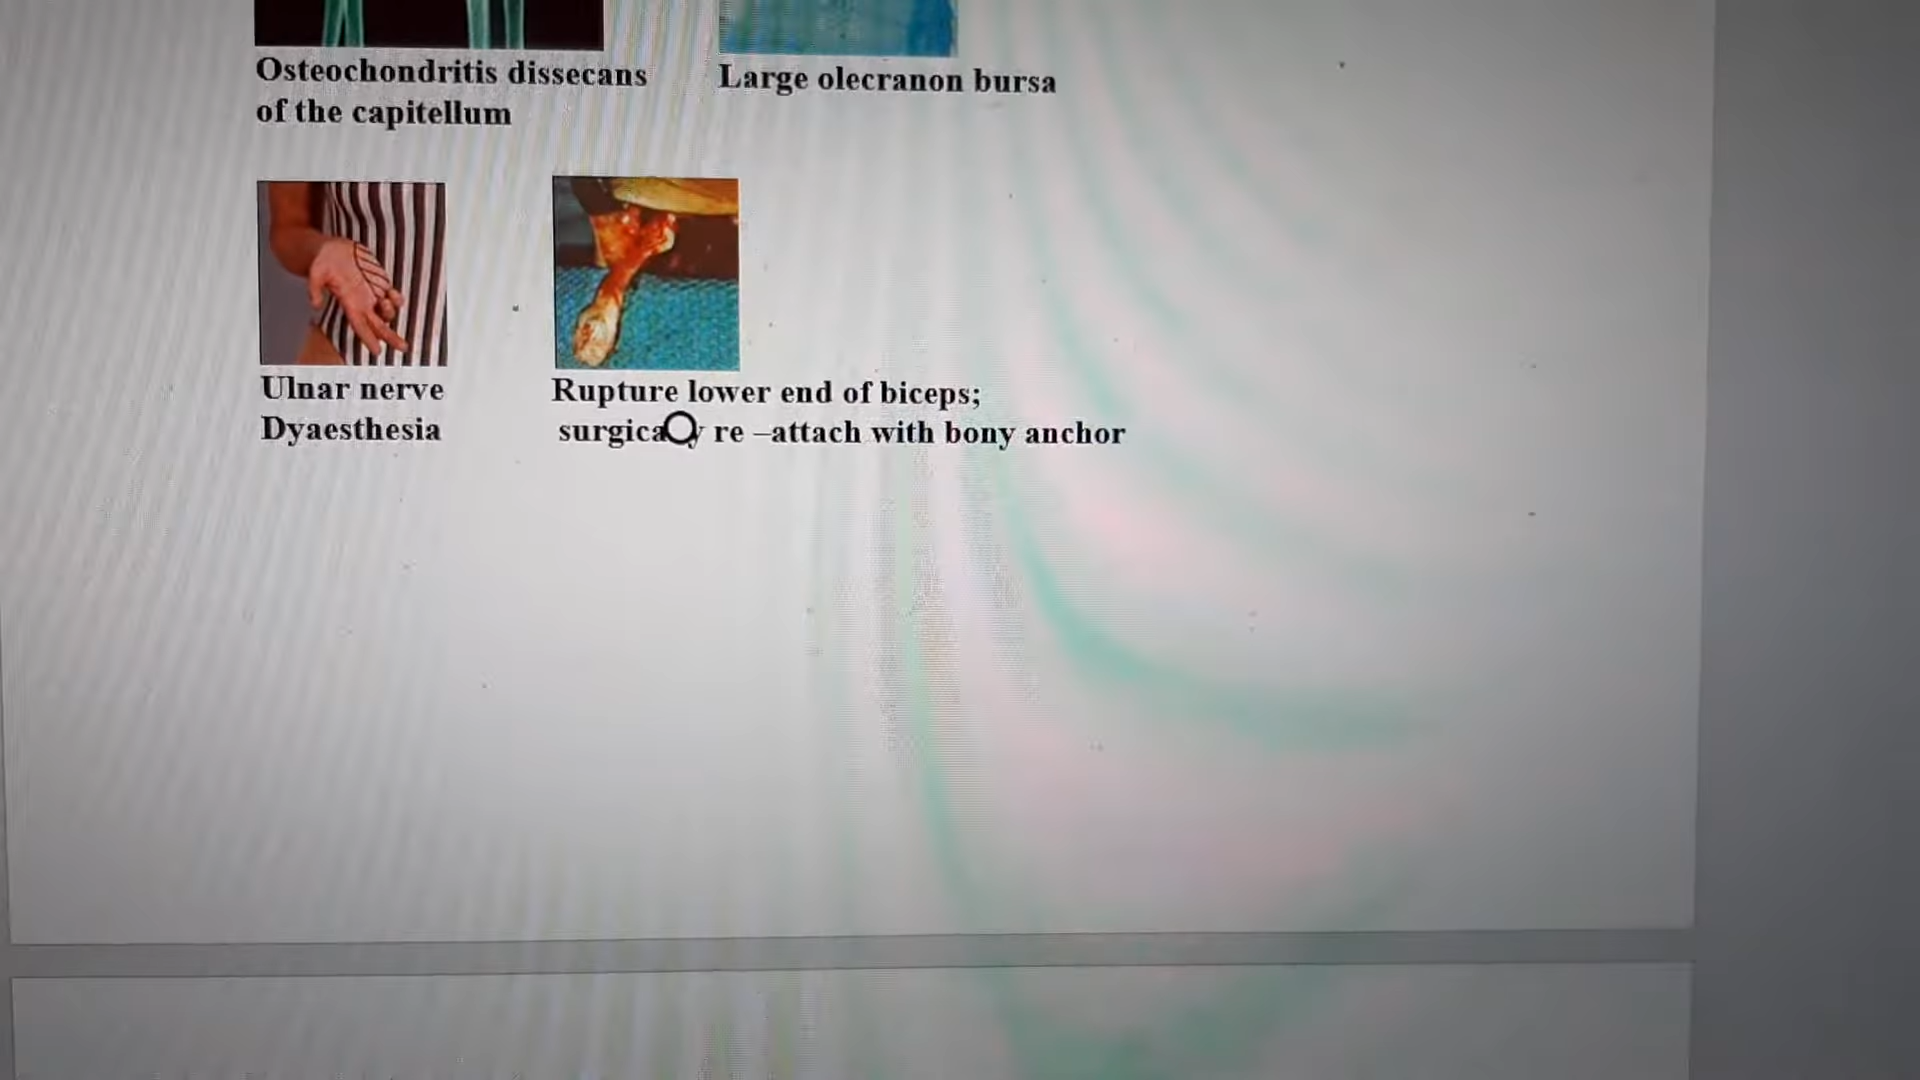 Osteochondritis dissecans
of the capitellum
Large olecranon bursa
Ulnar nerve
Dyaesthesia
Rupture lower end of biceps;
re –attach with bony anchor